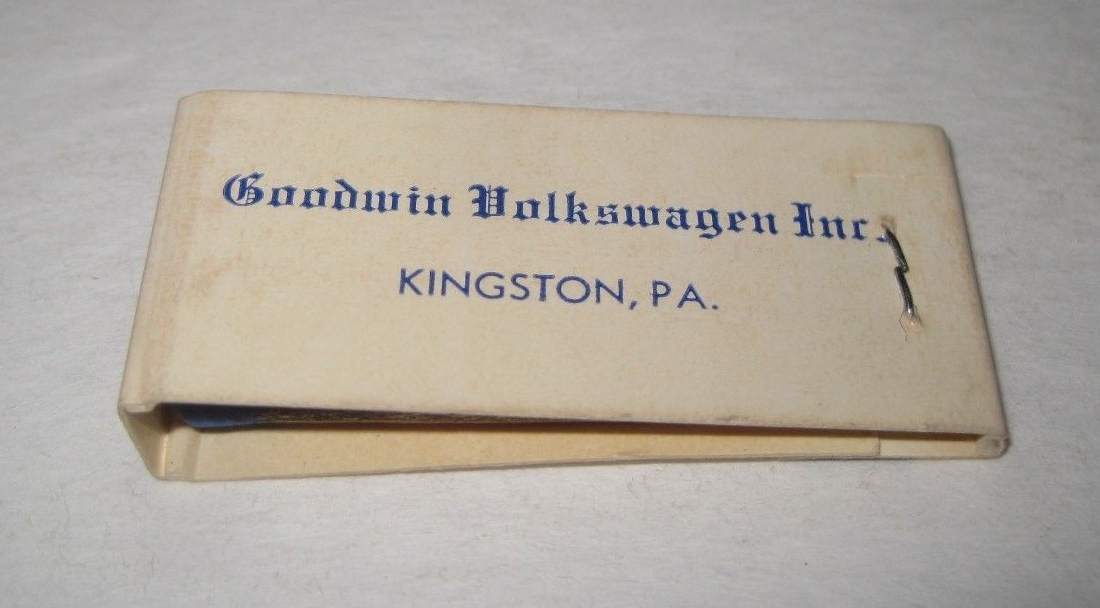 Goodwin Volkswagen Inc.
KINGSTON, PA.